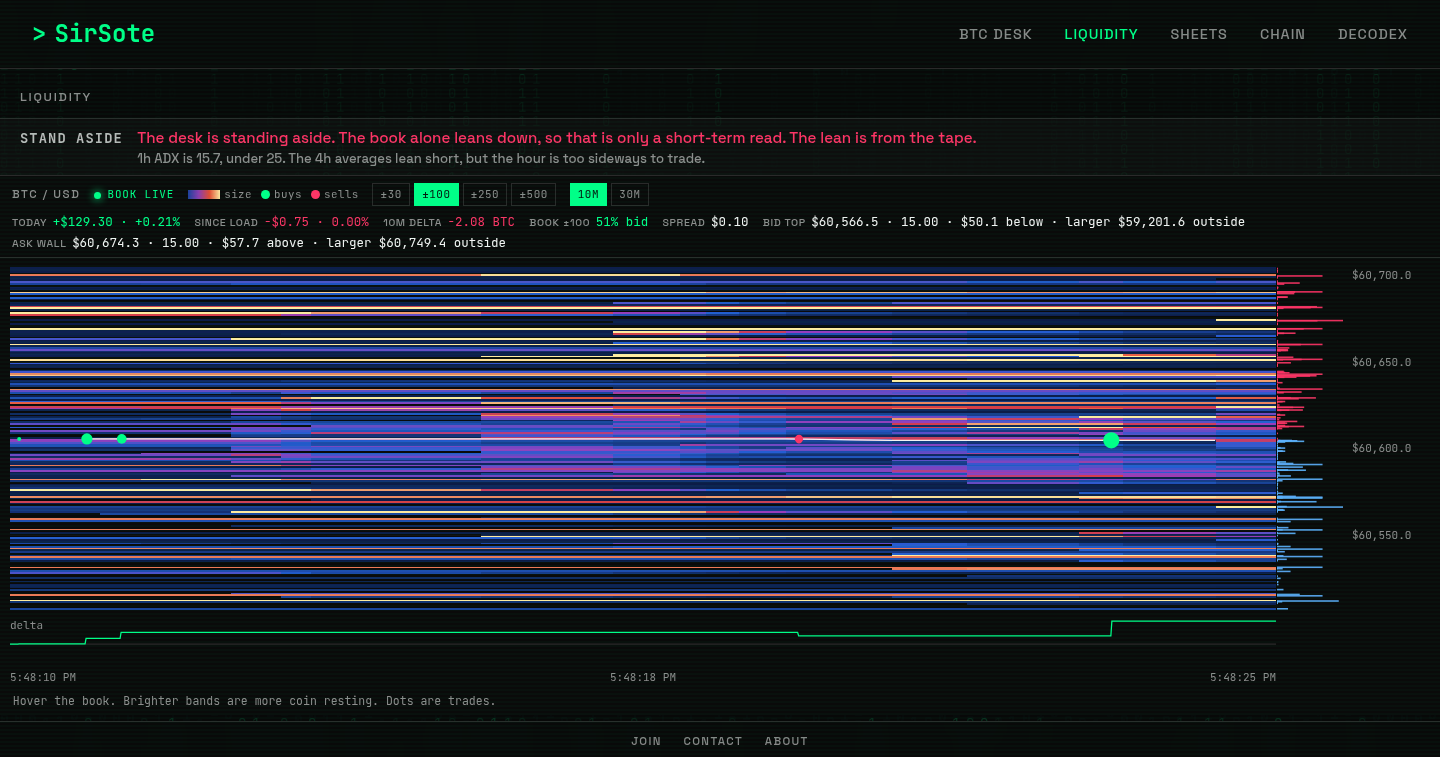 > SirSote
BTC DESK LIQUIDITY SHEETS CHAIN DECODEX
LIQUIDITY
STAND ASIDE The desk is standing aside. The book alone leans down, so that is only a short-term read. The lean is from the tape.
1h ADX is 15.7, under 25. The 4h averages lean short, but the hour is too sideways to trade.
BTC / USD BOOK LIVE size buys sells ±30 ±100 ±250 ±500 10M 30M
TODAY +$129.30 · +0.21% SINCE LOAD -$0.75 · 0.00% 10M DELTA -2.08 BTC BOOK ±100 51% bid SPREAD $0.10 BID TOP $60,566.5 · 15.00 · $50.1 below · larger $59,201.6 outside
ASK WALL $60,674.3 · 15.00 · $57.7 above · larger $60,749.4 outside
$60,700.0
$60,650.0
$60,600.0
$60,550.0
delta
5:48:10 PM 5:48:18 PM 5:48:25 PM
Hover the book. Brighter bands are more coin resting. Dots are trades.
JOIN CONTACT ABOUT